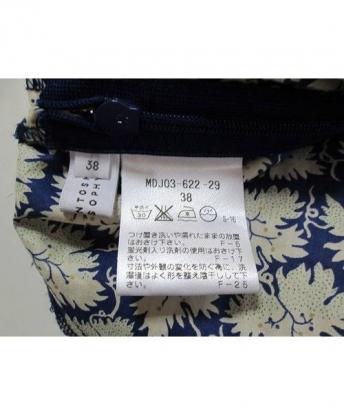 38
MDJ03-622-29
38
S-16
つけ置き洗いや濡れたままの放置
はおさけ下さい。 F-5
蛍光剤入り洗剤の使用はおさけ下
さい。 F-17
寸法や外観の変化を防ぐ為に、洗
濯後はよく形を整え陰干しして下
さい。 F-25